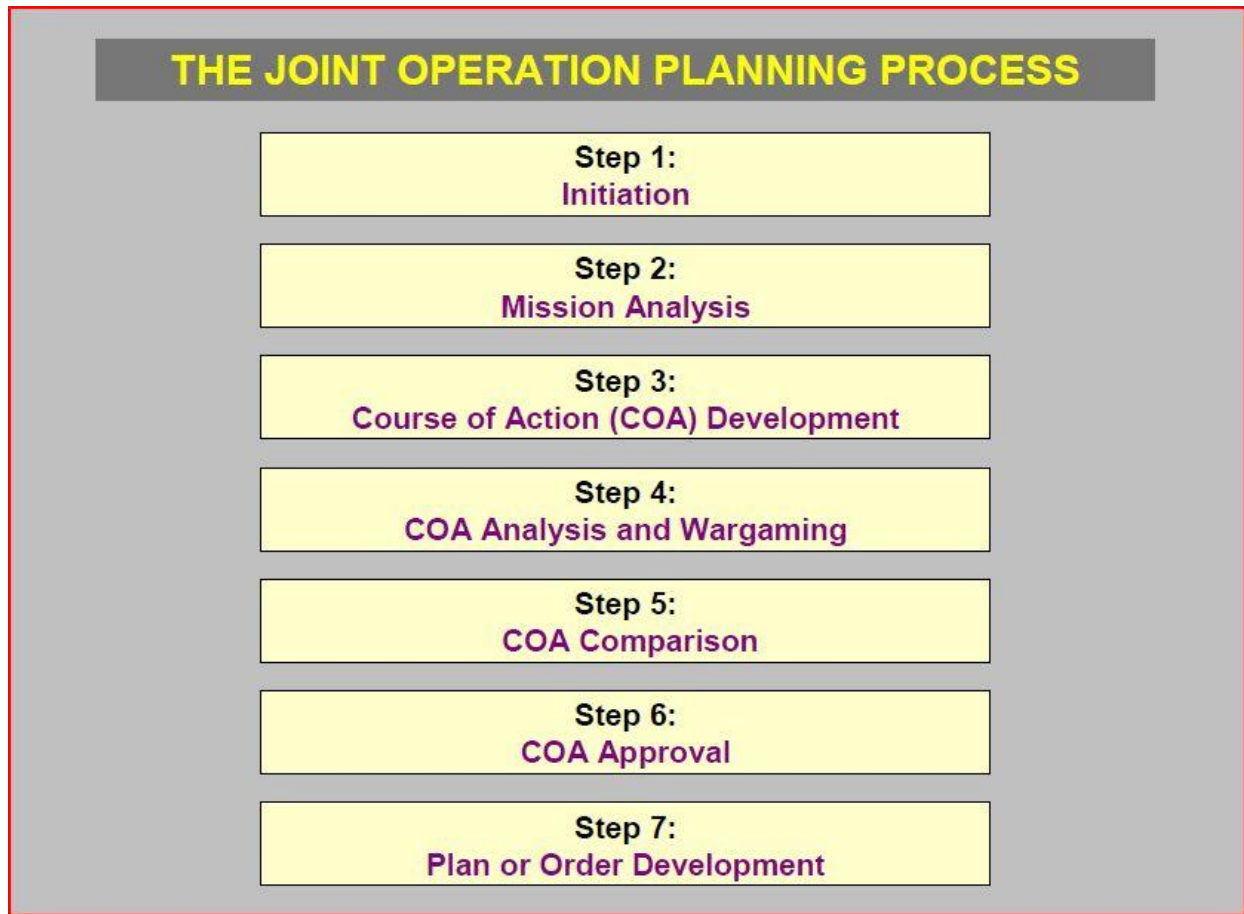 THE JOINT OPERATION PLANNING PROCESS
Step 1:
Initiation
Step 2:
Mission Analysis
Step 3:
Course of Action (COA) Development
Step 4:
COA Analysis and Wargaming
Step 5:
COA Comparison
Step 6:
COA Approval
Step 7:
Plan or Order Development